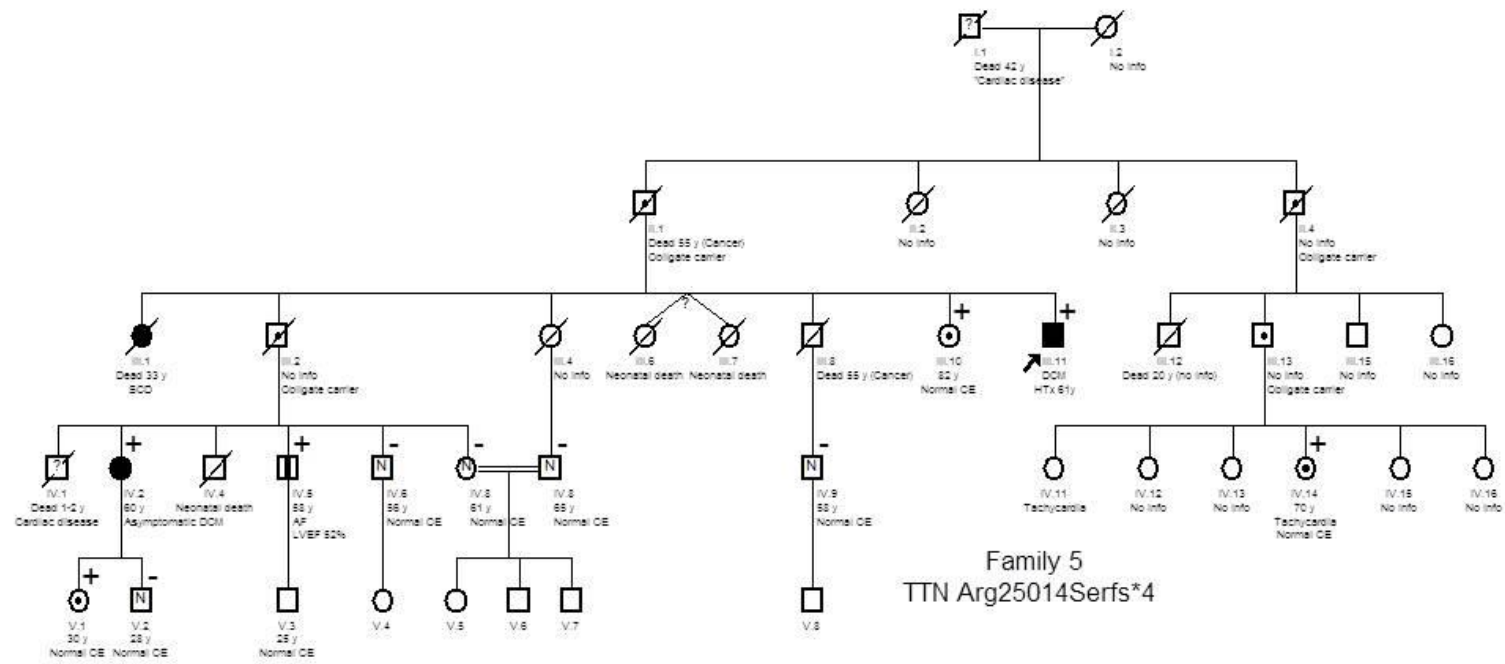 ?
I.1
Dead 42 y
"Cardiac disease"
I.2
No info
II.1
Dead 55 y (Cancer)
Obligate carrier
II.2
No info
II.3
No info
II.4
No info
Obligate carrier
?
+
+
III.1
Dead 33 y
SCD
III.2
No info
Obligate carrier
III.4
No info
III.6
Neonatal death
III.7
Neonatal death
III.8
Dead 55 y (Cancer)
III.10
82 y
Normal CE
III.11
DCM
HTx 61y
III.12
Dead 20 y (no info)
III.13
No info
Obligate carrier
III.15
No info
III.16
No info
?
+
+
N
-
N
-
N
-
N
-
+
IV.1
Dead 1-2 y
Cardiac disease
IV.2
60 y
Asymptomatic DCM
IV.4
Neonatal death
IV.5
58 y
AF
LVEF 52%
IV.6
56 y
Normal CE
IV.8
61 y
Normal CE
IV.8
65 y
Normal CE
IV.9
58 y
Normal CE
IV.11
Tachycardia
IV.12
No info
IV.13
No info
IV.14
70 y
Tachycardia
Normal CE
IV.15
No info
IV.16
No info
Family 5
TTN Arg25014Serfs*4
+
N
-
V.1
30 y
Normal CE
V.2
28 y
Normal CE
V.3
25 y
Normal CE
V.4
V.5
V.6
V.7
V.8